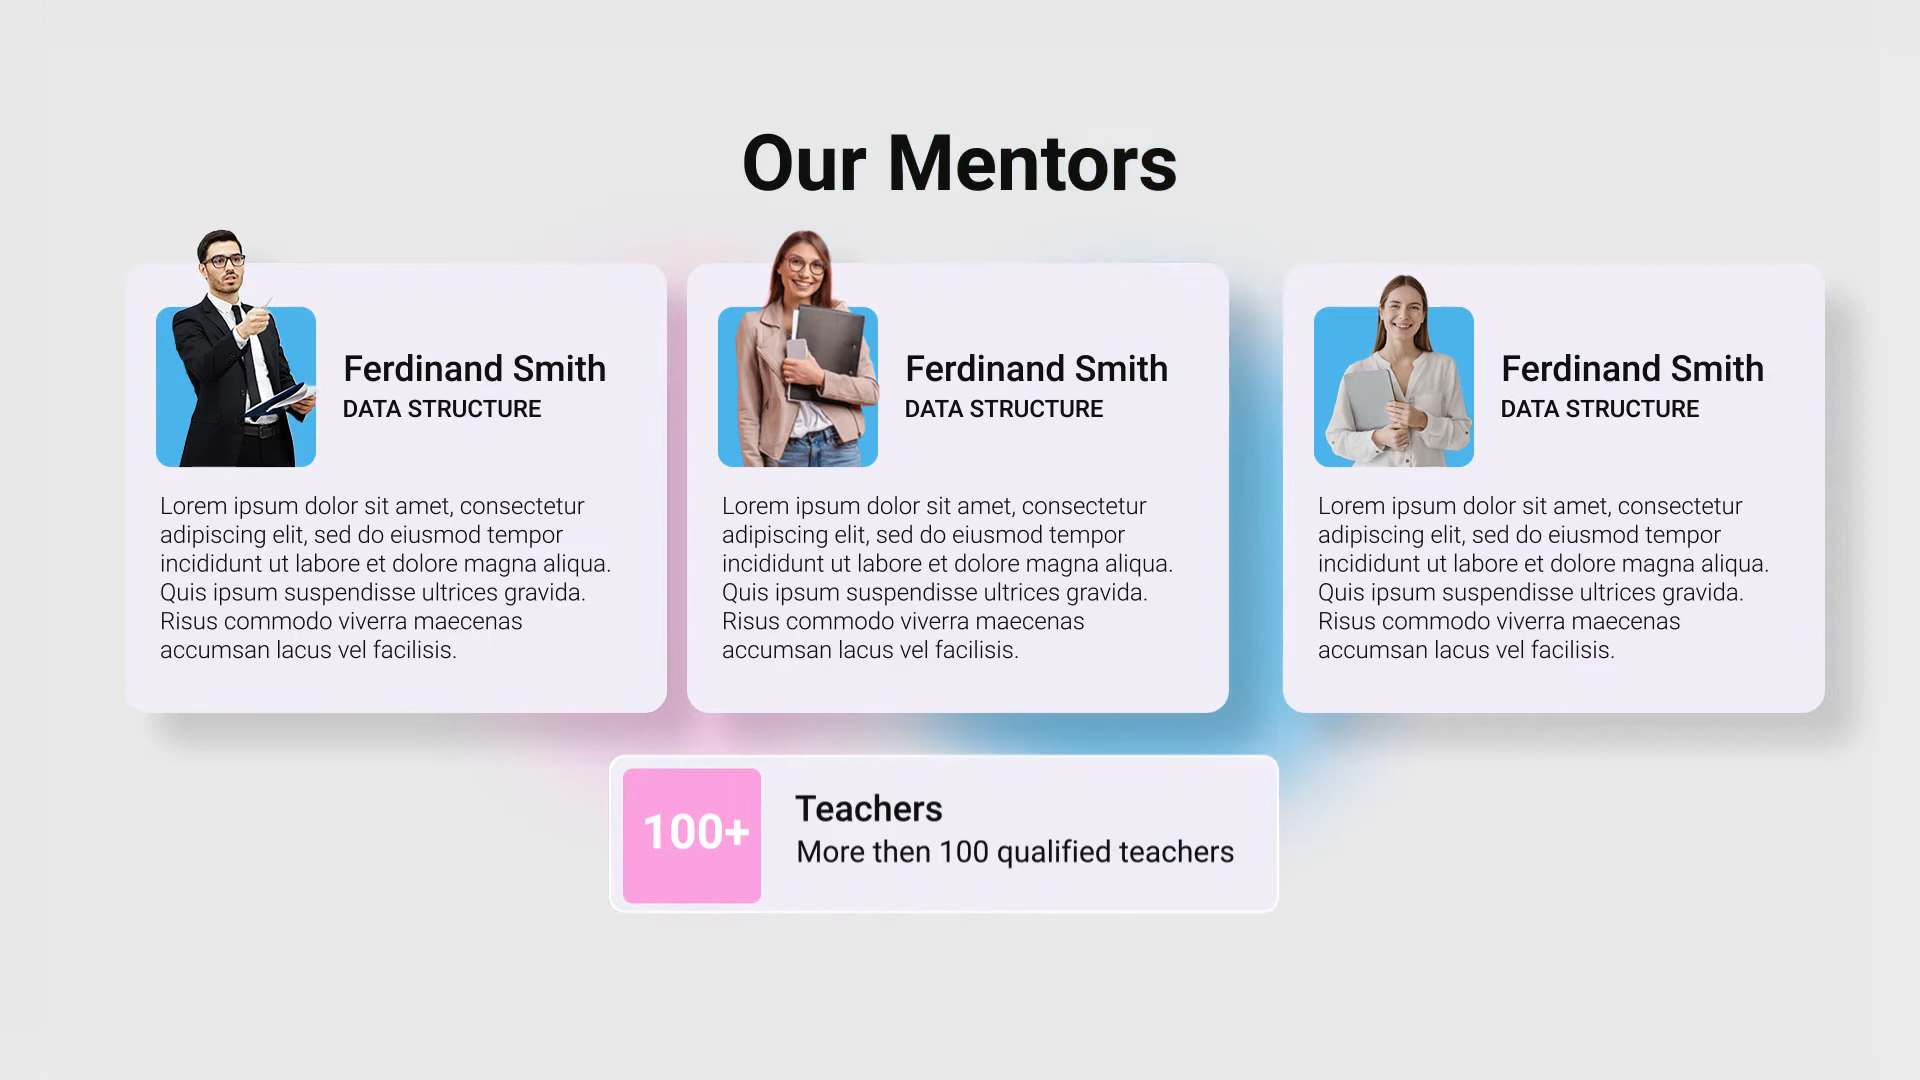 Our Mentors
Ferdinand Smith
DATA STRUCTURE
Lorem ipsum dolor sit amet, consectetur
adipiscing elit, sed do eiusmod tempor
incididunt ut labore et dolore magna aliqua.
Quis ipsum suspendisse ultrices gravida.
Risus commodo viverra maecenas
accumsan lacus vel facilisis.
Ferdinand Smith
DATA STRUCTURE
Lorem ipsum dolor sit amet, consectetur
adipiscing elit, sed do eiusmod tempor
incididunt ut labore et dolore magna aliqua.
Quis ipsum suspendisse ultrices gravida.
Risus commodo viverra maecenas
accumsan lacus vel facilisis.
Ferdinand Smith
DATA STRUCTURE
Lorem ipsum dolor sit amet, consectetur
adipiscing elit, sed do eiusmod tempor
incididunt ut labore et dolore magna aliqua.
Quis ipsum suspendisse ultrices gravida.
Risus commodo viverra maecenas
accumsan lacus vel facilisis.
100+
Teachers
More then 100 qualified teachers